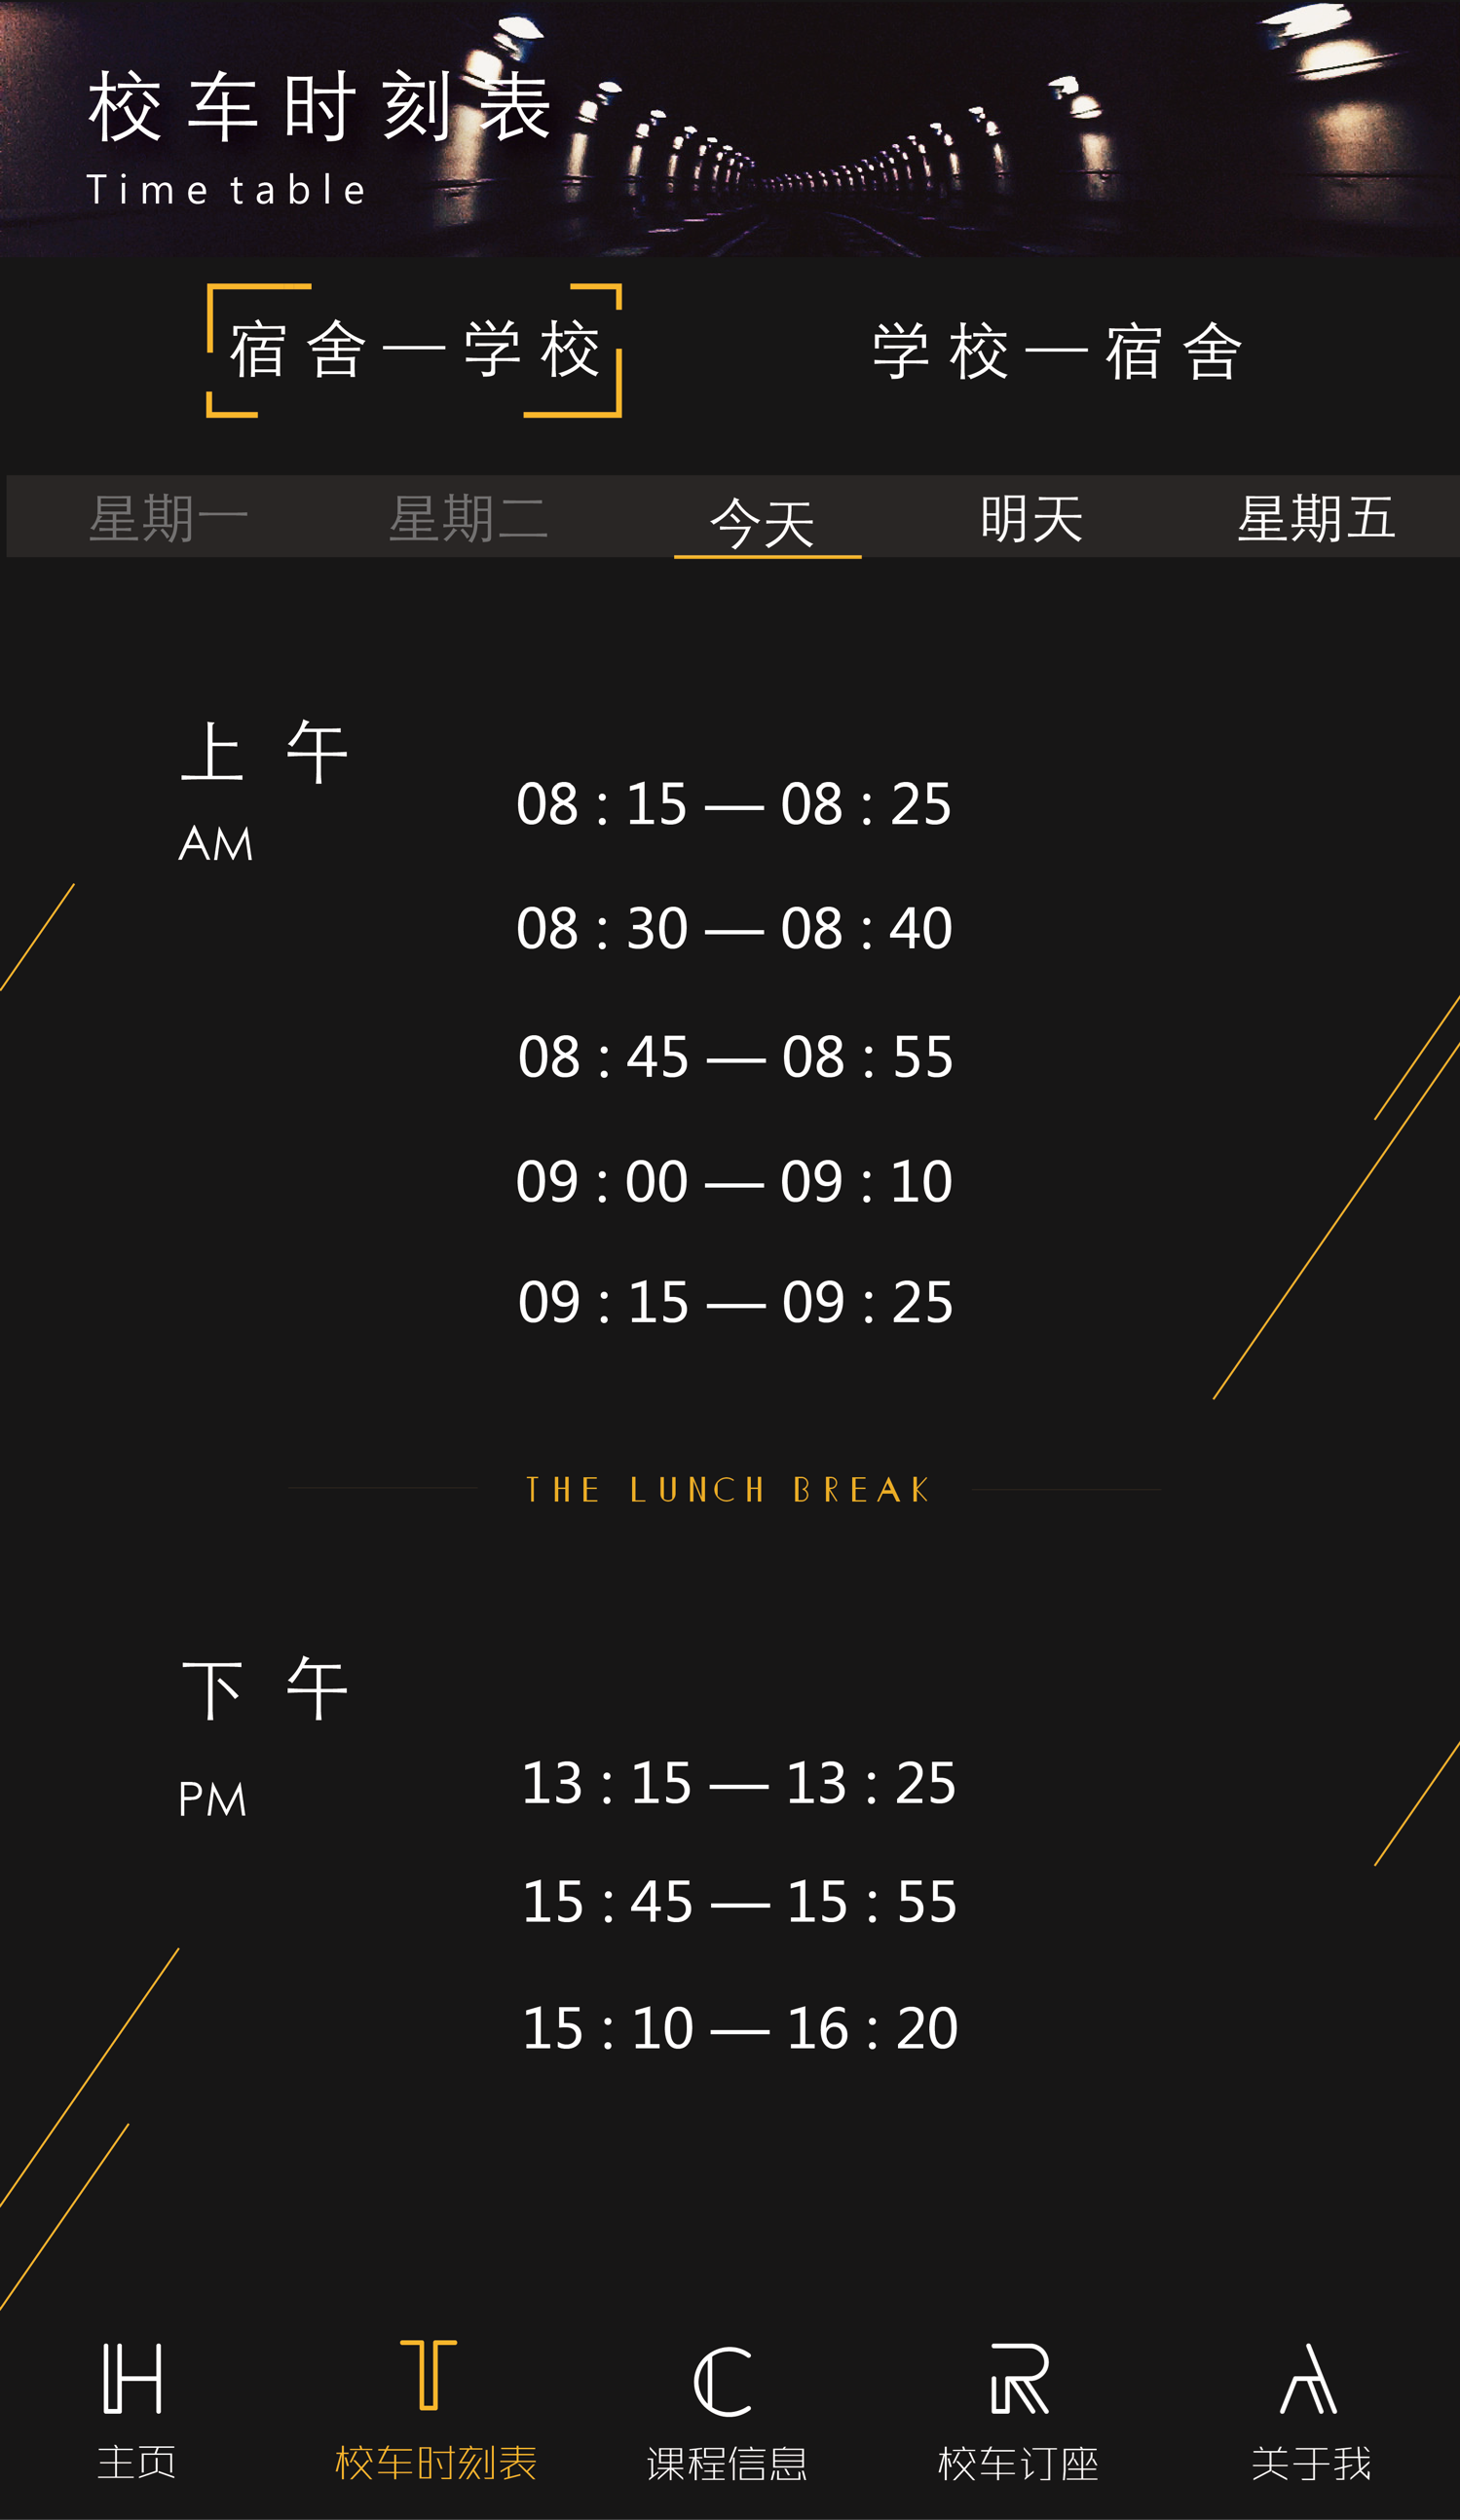 校车时刻表
Time table
宿舍—学校 学校—宿舍
星期一 星期二 今天 明天 星期五
上午
AM
08:15—08:25
08:30—08:40
08:45—08:55
09:00—09:10
09:15—09:25
THE LUNCH BREAK
下午
PM
13:15—13:25
15:45—15:55
15:10—16:20
H T C R A
主页 校车时刻表 课程信息 校车订座 关于我